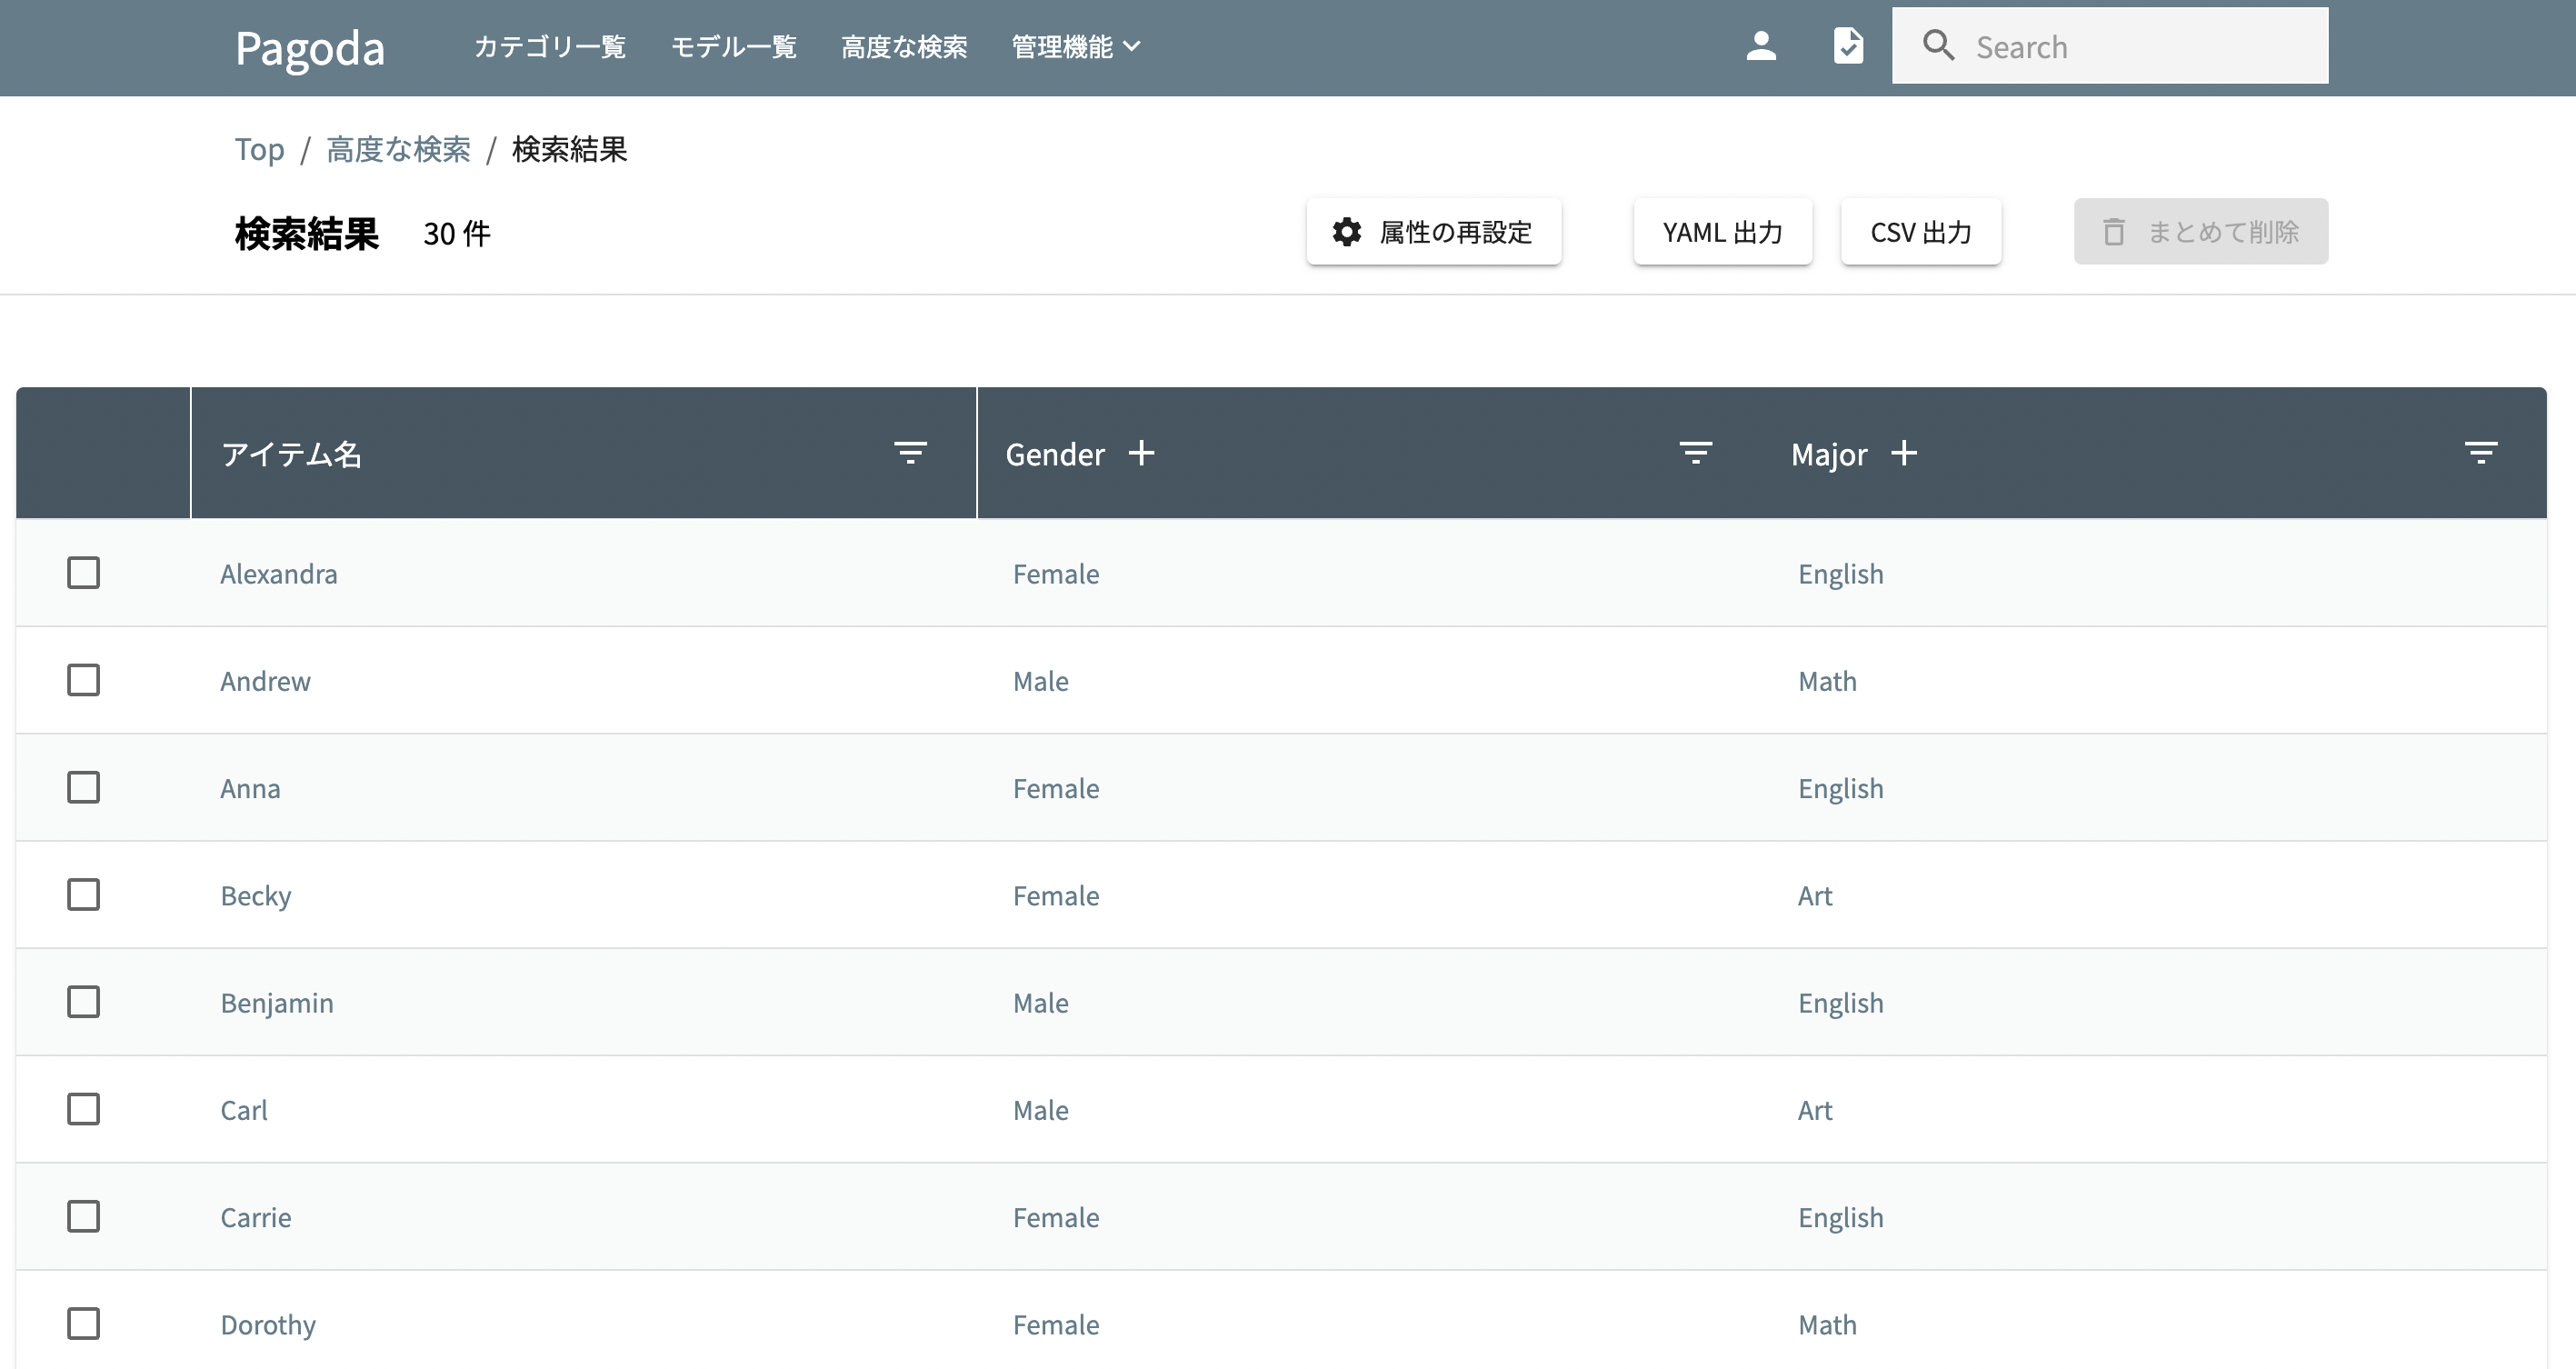 Pagoda カテゴリ一覧 モデル一覧 高度な検索 管理機能 Search
Top / 高度な検索 / 検索結果
検索結果 30 件 属性の再設定 YAML 出力 CSV 出力 まとめて削除
アイテム名 Gender Major
Alexandra Female English
Andrew Male Math
Anna Female English
Becky Female Art
Benjamin Male English
Carl Male Art
Carrie Female English
Dorothy Female Math